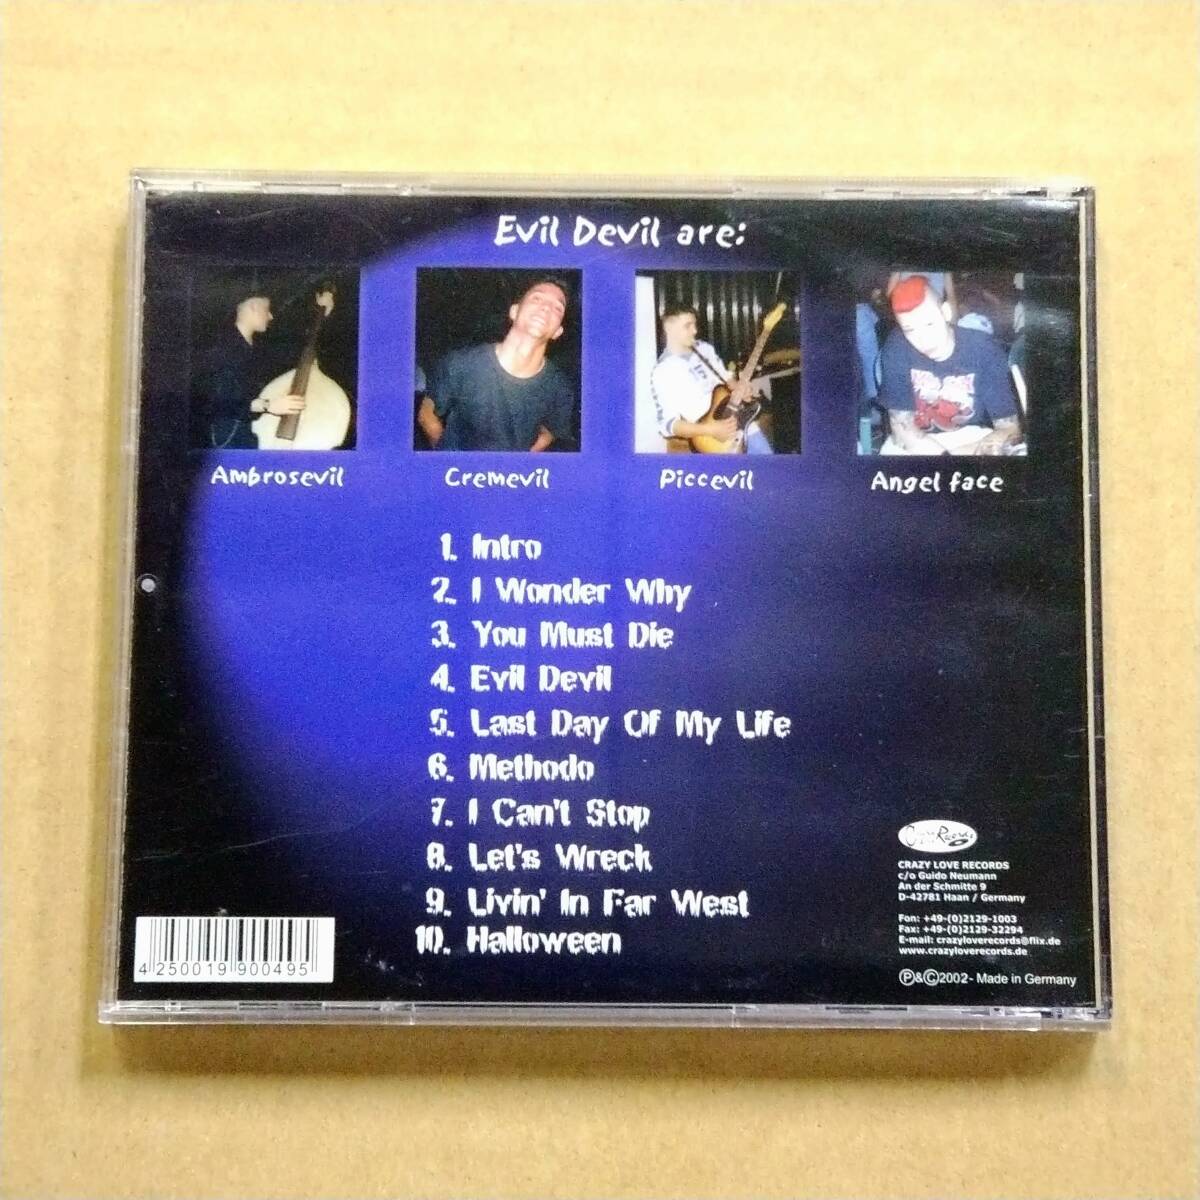 Evil Devil are:
Ambrosevil Cremevil Piccevil Angel face
1. Intro
2. I Wonder Why
3. You Must Die
4. Evil Devil
5. Last Day Of My Life
6. Methodo
7. I Can't Stop
8. Let's Wreck
9. Livin' In Far West
10. Halloween
4 250019 900495
CRAZY LOVE RECORDS
c/o Guido Neumann
An der Schmitte 9
D-42781 Haan / Germany
Fon: +49-(0)2129-1003
Fax: +49-(0)2129-32294
E-mail: crazyloverecords@flix.de
www.crazyloverecords.de
Ⓟ&Ⓒ2002- Made in Germany